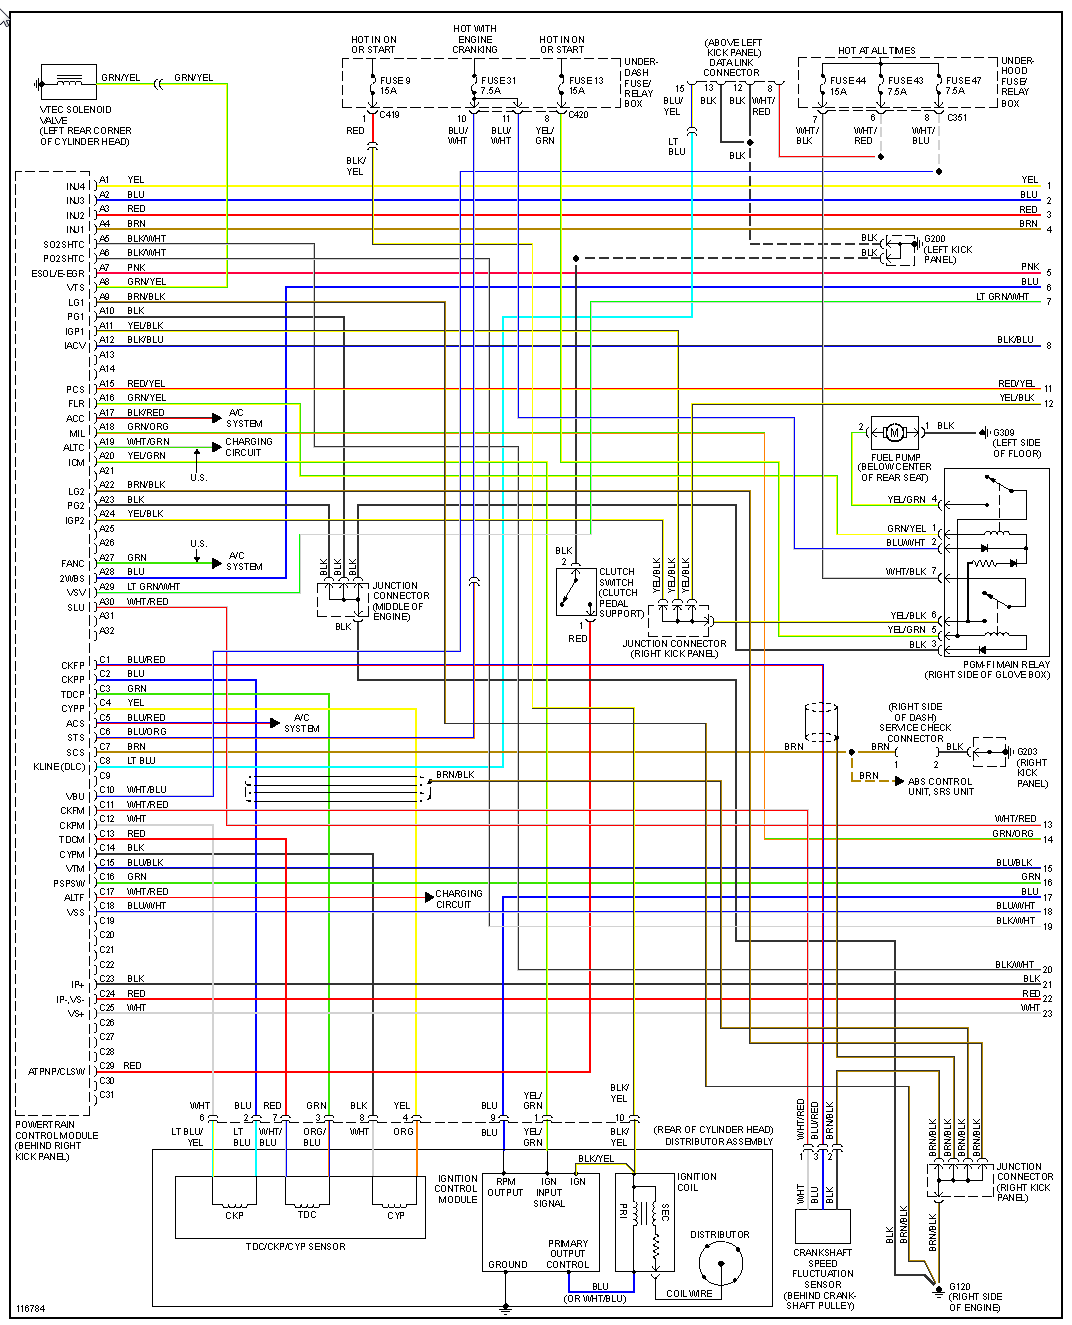 HOT IN ON
OR START
HOT WITH
ENGINE
CRANKING
HOT IN ON
OR START
(ABOVE LEFT
KICK PANEL)
DATA LINK
CONNECTOR
HOT AT ALL TIMES
GRN/YEL
GRN/YEL
VTEC SOLENOID
VALVE
(LEFT REAR CORNER
OF CYLINDER HEAD)
FUSE 9
15A
FUSE 31
7.5A
FUSE 13
15A
UNDER-
DASH
FUSE/
RELAY
BOX
FUSE 44
15A
FUSE 43
7.5A
FUSE 47
7.5A
UNDER-
HOOD
FUSE/
RELAY
BOX
1
C419
10
11
8
C420
15
13
12
8
7
6
8
C351
RED
BLU/
WHT
BLU/
WHT
YEL/
GRN
BLU/
YEL
BLK
BLK
WHT/
RED
WHT/
BLK
WHT/
RED
WHT/
BLU
BLK/
YEL
LT
BLU
BLK
INJ4 A1 YEL YEL 1
INJ3 A2 BLU BLU 2
INJ2 A3 RED RED 3
INJ1 A4 BRN BRN 4
SO2SHTC A5 BLK/WHT
PO2SHTC A6 BLK/WHT
ESOL/E-EGR A7 PNK PNK 5
VTS A8 GRN/YEL BLU 6
LG1 A9 BRN/BLK LT GRN/WHT 7
PG1 A10 BLK
IGP1 A11 YEL/BLK
IACV A12 BLK/BLU BLK/BLU 8
A13
A14
PCS A15 RED/YEL RED/YEL 11
FLR A16 GRN/YEL YEL/BLK 12
ACC A17 BLK/RED
MIL A18 GRN/ORG
ALTC A19 WHT/GRN
ICM A20 YEL/GRN
A21
LG2 A22 BRN/BLK
PG2 A23 BLK
IGP2 A24 YEL/BLK
A25
A26
FANC A27 GRN
2WBS A28 BLU
VSV A29 LT GRN/WHT
SLU A30 WHT/RED
A31
A32
BLK
BLK
G200
(LEFT KICK
PANEL)
A/C
SYSTEM
CHARGING
CIRCUIT
U.S.
U.S.
A/C
SYSTEM
2
M
1
BLK
G309
(LEFT SIDE
OF FLOOR)
FUEL PUMP
(BELOW CENTER
OF REAR SEAT)
YEL/GRN 4
GRN/YEL 1
BLU/WHT 2
WHT/BLK 7
YEL/BLK 6
YEL/GRN 5
BLK 3
PGM-FI MAIN RELAY
(RIGHT SIDE OF GLOVE BOX)
BLK
BLK
BLK
JUNCTION
CONNECTOR
(MIDDLE OF
ENGINE)
BLK
BLK
2
CLUTCH
SWITCH
(CLUTCH
PEDAL
SUPPORT)
1
RED
YEL/BLK
YEL/BLK
YEL/BLK
JUNCTION CONNECTOR
(RIGHT KICK PANEL)
CKFP C1 BLU/RED
CKPP C2 BLU
TDCP C3 GRN
CYPP C4 YEL
ACS C5 BLU/RED
STS C6 BLU/ORG
SCS C7 BRN
KLINE(DLC) C8 LT BLU
C9
VBU C10 WHT/BLU
CKFM C11 WHT/RED
CKPM C12 WHT WHT/RED 13
TDCM C13 RED GRN/ORG 14
CYPM C14 BLK
VTM C15 BLU/BLK BLU/BLK 15
PSPSW C16 GRN GRN 16
ALTF C17 WHT/RED BLU 17
VSS C18 BLU/WHT BLU/WHT 18
C19 BLK/WHT 19
C20
C21
C22 BLK/WHT 20
IP+ C23 BLK BLK 21
IP-,VS- C24 RED RED 22
VS+ C25 WHT WHT 23
C26
C27
C28
ATPNP/CLSW C29 RED
C30
C31
A/C
SYSTEM
BRN/BLK
CHARGING
CIRCUIT
(RIGHT SIDE
OF DASH)
SERVICE CHECK
CONNECTOR
BRN
BRN
1
2
BLK
G203
(RIGHT
KICK
PANEL)
BRN
ABS CONTROL
UNIT, SRS UNIT
POWERTRAIN
CONTROL MODULE
(BEHIND RIGHT
KICK PANEL)
WHT
BLU
RED
GRN
BLK
YEL
BLU
YEL/
GRN
BLK/
YEL
6
2
7
3
8
4
9
1
10
LT BLU/
YEL
LT
BLU
WHT/
BLU
ORG/
BLU
WHT
ORG
BLU
YEL/
GRN
BLK/
YEL
(REAR OF CYLINDER HEAD)
DISTRIBUTOR ASSEMBLY
CKP
TDC
CYP
TDC/CKP/CYP SENSOR
IGNITION
CONTROL
MODULE
RPM
OUTPUT
IGN
INPUT
SIGNAL
IGN
BLK/YEL
PRIMARY
OUTPUT
CONTROL
GROUND
BLU
(OR WHT/BLU)
IGNITION
COIL
PRI
SEC
COIL WIRE
DISTRIBUTOR
WHT/RED
BLU/RED
BRN/BLK
1
3
2
WHT
BLU
BLK
CRANKSHAFT
SPEED
FLUCTUATION
SENSOR
(BEHIND CRANK-
SHAFT PULLEY)
BRN/BLK
BRN/BLK
BRN/BLK
BRN/BLK
JUNCTION
CONNECTOR
(RIGHT KICK
PANEL)
BLK
BRN/BLK
BRN/BLK
G120
(RIGHT SIDE
OF ENGINE)
116784